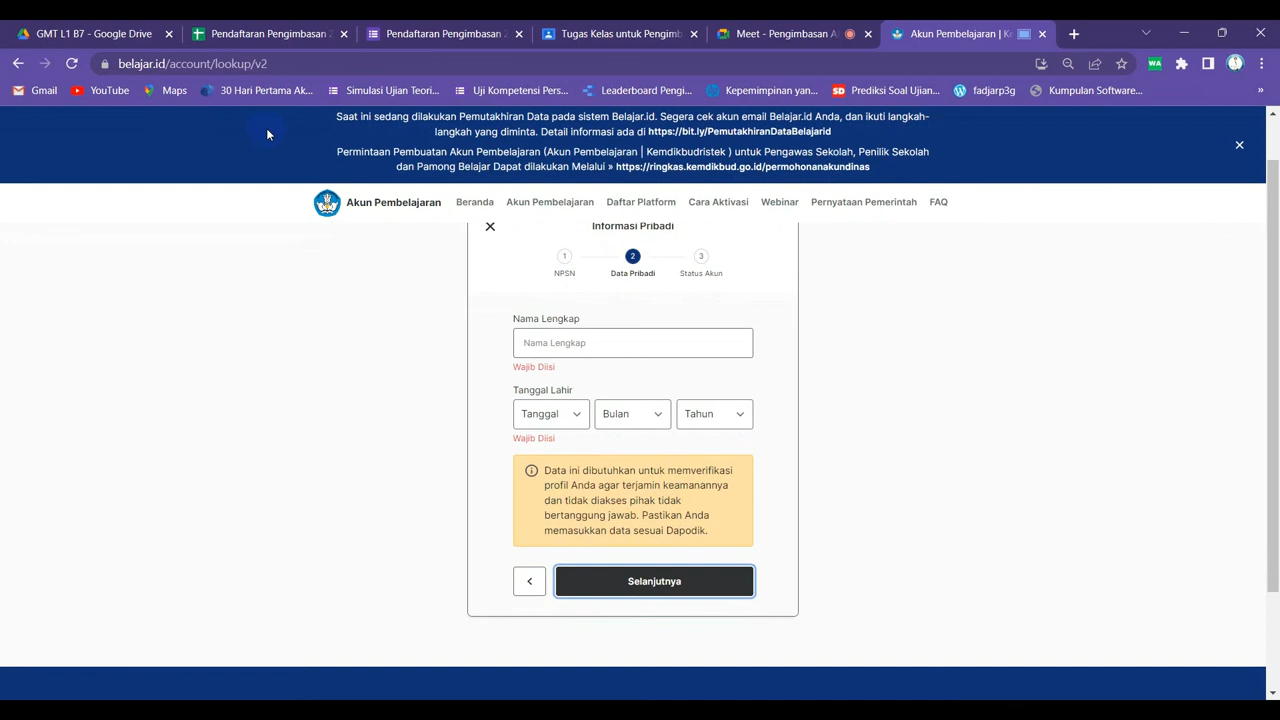 GMT L1 B7 - Google Drive
Pendaftaran Pengimbasan 2
Pendaftaran Pengimbasan 2
Tugas Kelas untuk Pengimb
Meet - Pengimbasan A
Akun Pembelajaran | K
belajar.id/account/lookup/v2
WA
Gmail
YouTube
Maps
30 Hari Pertama Ak...
Simulasi Ujian Teori...
Uji Kompetensi Pers...
Leaderboard Pengi...
Kepemimpinan yan...
SD
Prediksi Soal Ujian...
fadjarp3g
Kumpulan Software...
»
Saat ini sedang dilakukan Pemutakhiran Data pada sistem Belajar.id. Segera cek akun email Belajar.id Anda, dan ikuti langkah-
langkah yang diminta. Detail informasi ada di https://bit.ly/PemutakhiranDataBelajarid
Permintaan Pembuatan Akun Pembelajaran (Akun Pembelajaran | Kemdikbudristek ) untuk Pengawas Sekolah, Penilik Sekolah
dan Pamong Belajar Dapat dilakukan Melalui » https://ringkas.kemdikbud.go.id/permohonanakundinas
Akun Pembelajaran
Beranda
Akun Pembelajaran
Daftar Platform
Cara Aktivasi
Webinar
Pernyataan Pemerintah
FAQ
Informasi Pribadi
1
2
3
NPSN
Data Pribadi
Status Akun
Nama Lengkap
Nama Lengkap
Wajib Diisi
Tanggal Lahir
Tanggal
Bulan
Tahun
Wajib Diisi
Data ini dibutuhkan untuk memverifikasi
profil Anda agar terjamin keamanannya
dan tidak diakses pihak tidak
bertanggung jawab. Pastikan Anda
memasukkan data sesuai Dapodik.
Selanjutnya